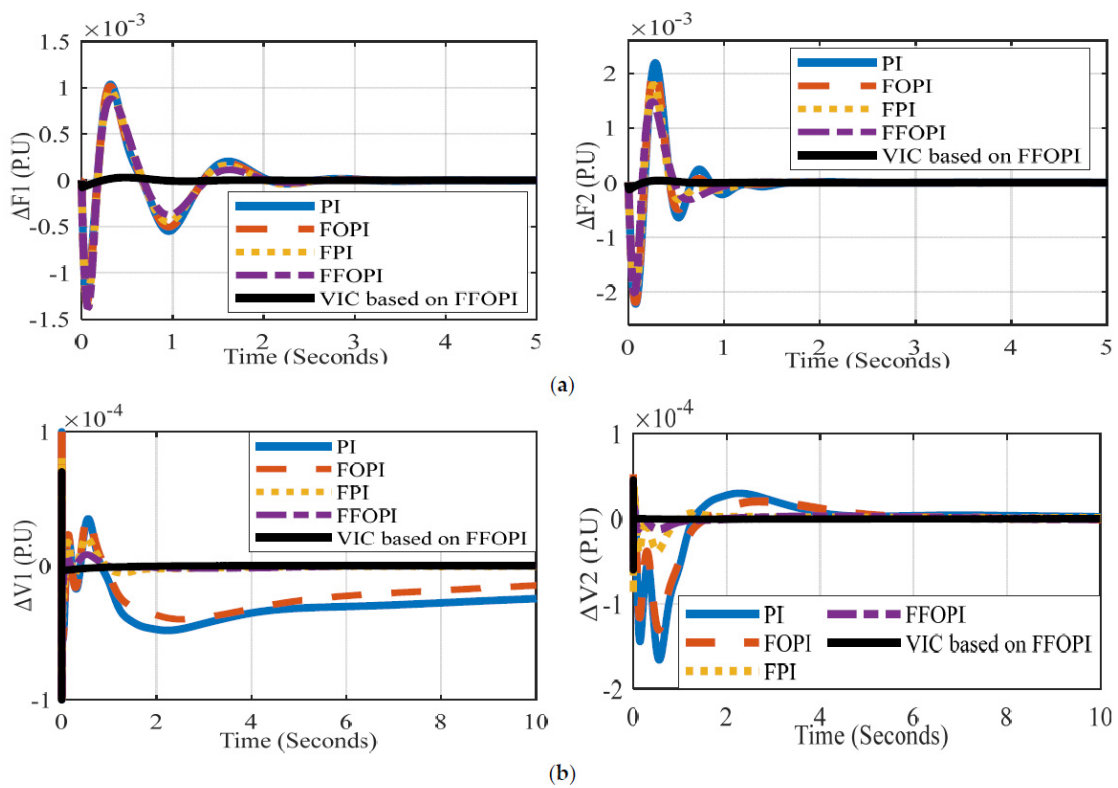 ×10⁻³
1.5
1
0.5
0
-0.5
-1
-1.5
ΔF1 (P.U)
PI
FOPI
FPI
FFOPI
VIC based on FFOPI
0 1 2 3 4 5
Time (Seconds)
×10⁻³
2
1
0
-1
-2
ΔF2 (P.U)
PI
FOPI
FPI
FFOPI
VIC based on FFOPI
0 1 2 3 4 5
Time (Seconds)
(a)
×10⁻⁴
1
0
-1
ΔV1 (P.U)
PI
FOPI
FPI
FFOPI
VIC based on FFOPI
0 2 4 6 8 10
Time (Seconds)
×10⁻⁴
1
0
-1
-2
ΔV2 (P.U)
PI
FOPI
FPI
FFOPI
VIC based on FFOPI
0 2 4 6 8 10
Time (Seconds)
(b)